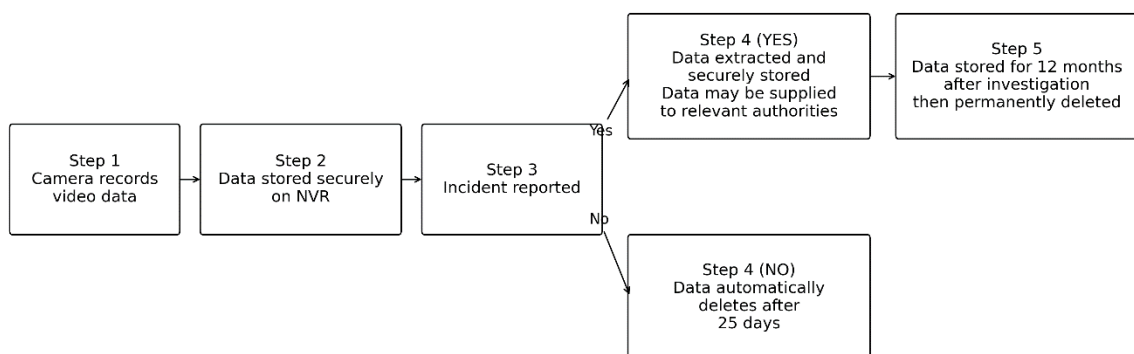 Step 1
Camera records
video data
Step 2
Data stored securely
on NVR
Step 3
Incident reported
Yes
No
Step 4 (YES)
Data extracted and
securely stored
Data may be supplied
to relevant authorities
Step 5
Data stored for 12 months
after investigation
then permanently deleted
Step 4 (NO)
Data automatically
deletes after
25 days